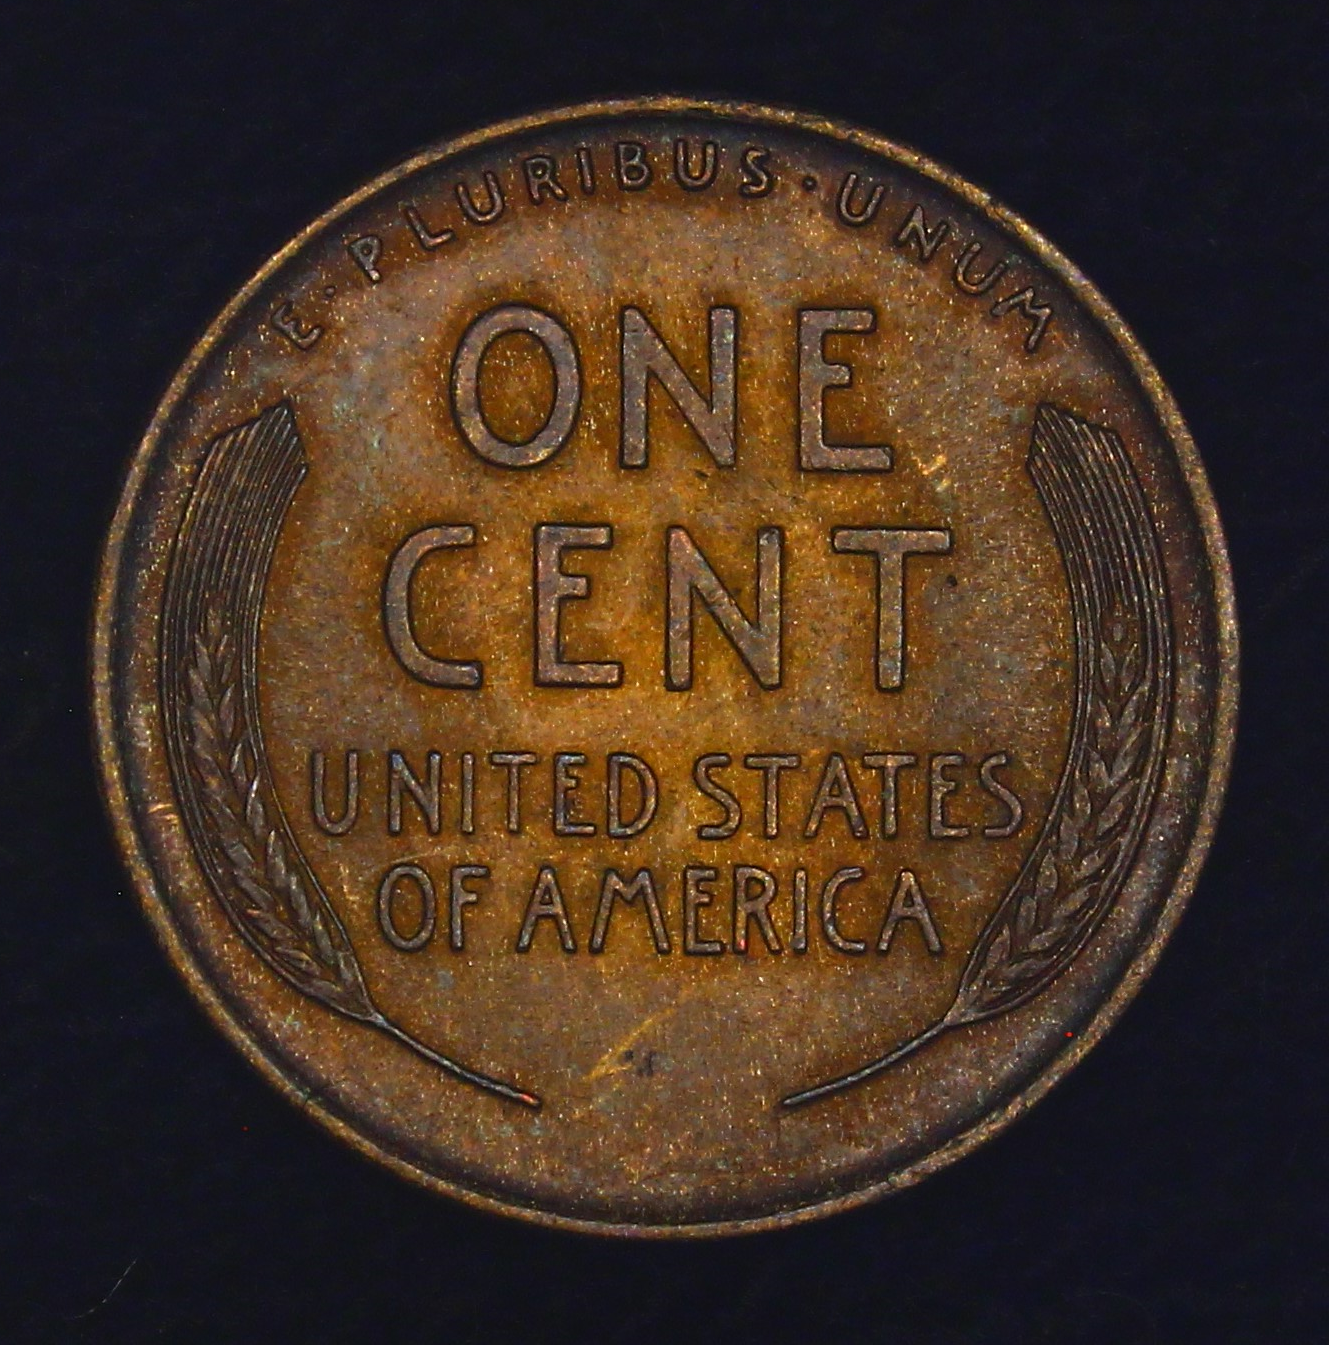 E·PLURIBUS·UNUM
ONE
CENT
UNITED STATES
OF AMERICA